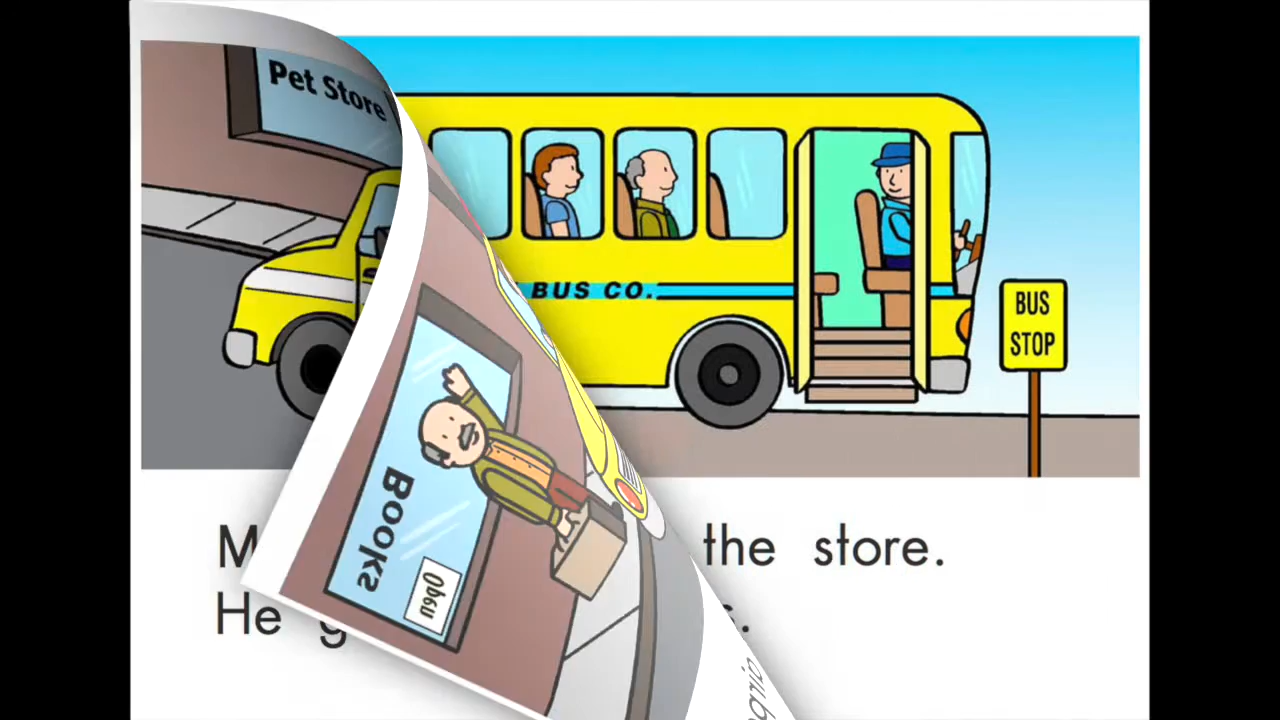 Pet Store
BUS CO.
BUS
STOP
Books
Open
the store.
He